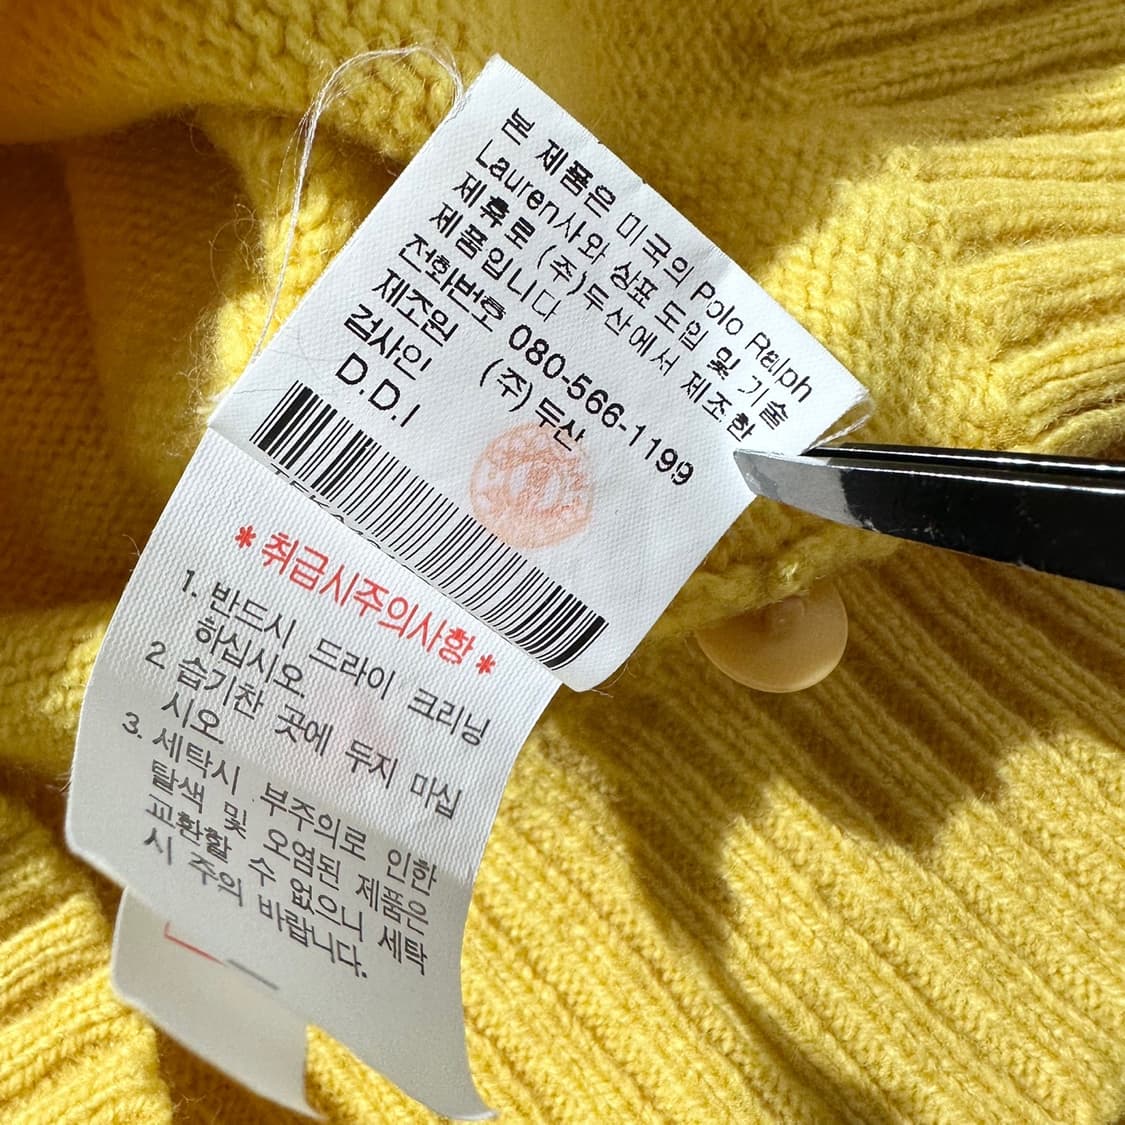 본 제품은 미국의 Polo Ralph
Lauren사와 상표 도입 및 기술
제휴로 (주)두산에서 제조한
제품입니다
전화번호 080-566-1199
제조원 (주)두산
검사인
D.D.I
*취급시주의사항*
1. 반드시 드라이 크리닝
하십시오.
2. 습기찬 곳에 두지 마십
시오.
3. 세탁시 부주의로 인한
탈색 및 오염된 제품은
교환할 수 없으니 세탁
시 주의 바랍니다.